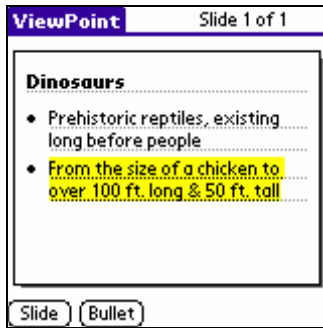 ViewPoint Slide 1 of 1
Dinosaurs
• Prehistoric reptiles, existing
long before people
• From the size of a chicken to
over 100 ft. long & 50 ft. tall
Slide Bullet